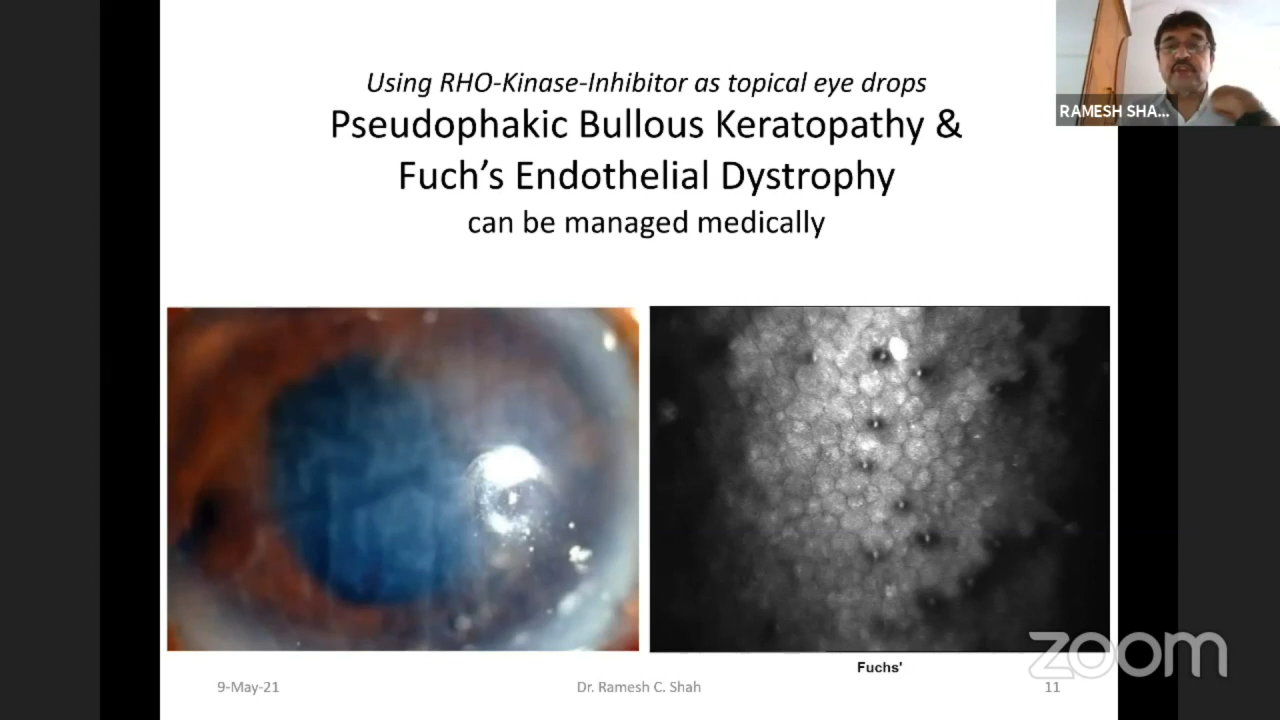 Using RHO-Kinase-Inhibitor as topical eye drops
Pseudophakic Bullous Keratopathy &
Fuch’s Endothelial Dystrophy
can be managed medically
RAMESH SHA...
Fuchs'
9-May-21
Dr. Ramesh C. Shah
11
zoom